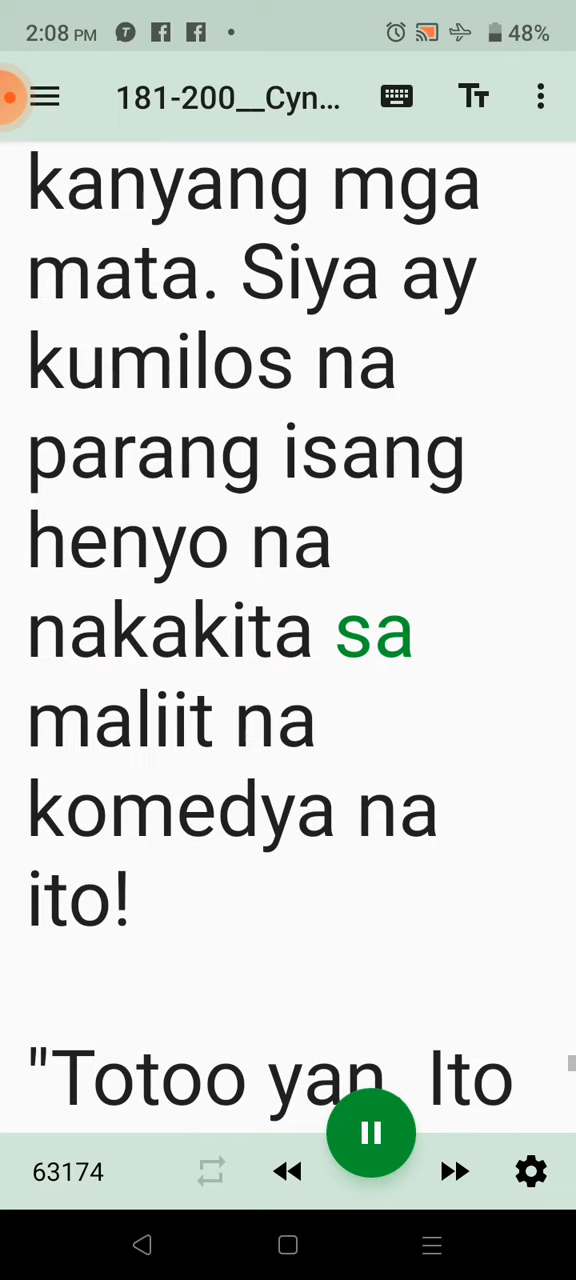 2:08 PM
48%
181-200__Cyn...
kanyang mga
mata. Siya ay
kumilos na
parang isang
henyo na
nakakita sa
maliit na
komedya na
ito!
"Totoo yan, Ito
63174